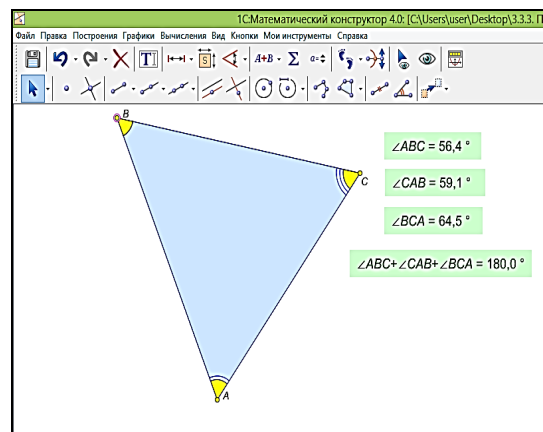 1С:Математический конструктор 4.0: [C:\Users\user\Desktop\3.3.3. П
Файл Правка Построения Графики Вычисления Вид Кнопки Мои инструменты Справка
T S A+B Σ α=
B
C
A
∠ABC = 56,4 °
∠CAB = 59,1 °
∠BCA = 64,5 °
∠ABC+∠CAB+∠BCA = 180,0 °